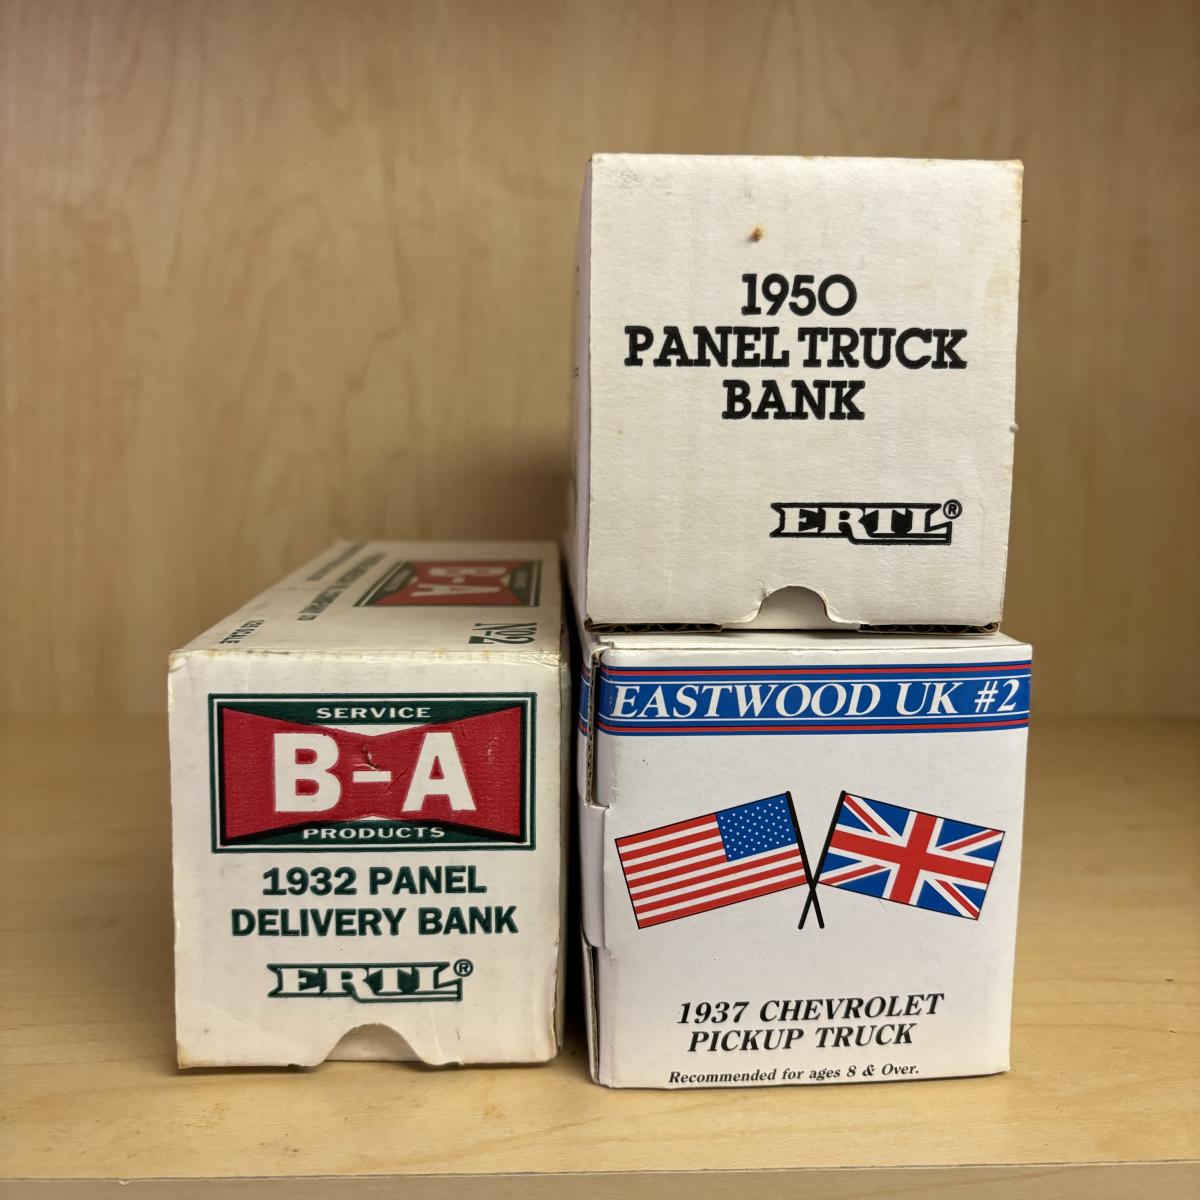 1950
PANEL TRUCK
BANK
ERTL®
B-A
Nº2
SERVICE
B-A
PRODUCTS
1932 PANEL
DELIVERY BANK
ERTL®
EASTWOOD UK #2
1937 CHEVROLET
PICKUP TRUCK
Recommended for ages 8 & Over.